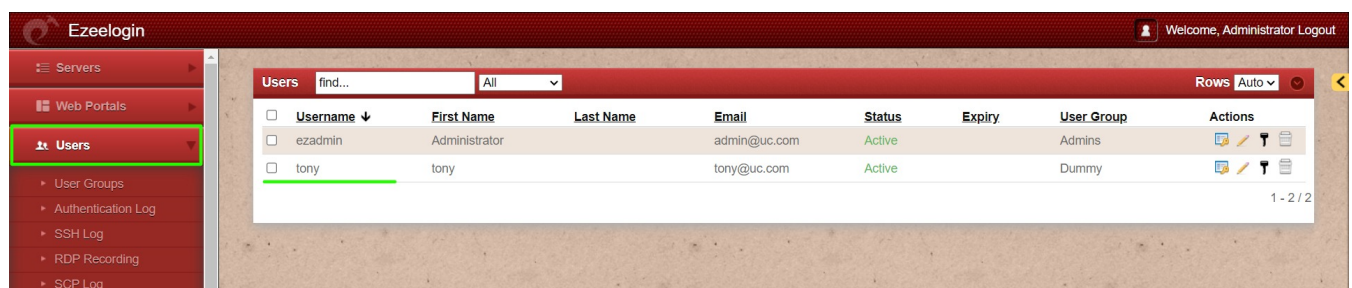 Ezeelogin
Welcome, Administrator Logout
Servers
Web Portals
Users
User Groups
Authentication Log
SSH Log
RDP Recording
SCP Log
Users find... All Rows Auto
Username ↓ First Name Last Name Email Status Expiry User Group Actions
ezadmin Administrator admin@uc.com Active Admins
tony tony tony@uc.com Active Dummy
1 - 2 / 2